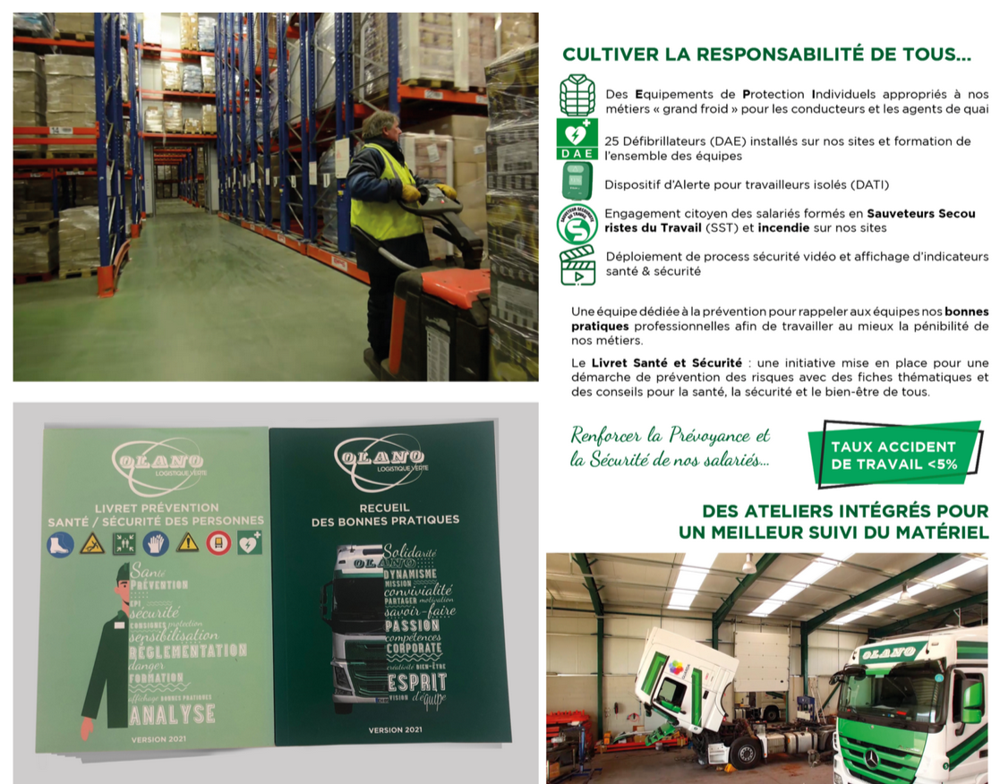 14
CULTIVER LA RESPONSABILITÉ DE TOUS...
Des Equipements de Protection Individuels appropriés à nos
métiers « grand froid » pour les conducteurs et les agents de quai
DAE
25 Défibrillateurs (DAE) installés sur nos sites et formation de
l'ensemble des équipes
Dispositif d'Alerte pour travailleurs isolés (DATI)
SAUVETEUR SECOURISTE DU TRAVAIL
Engagement citoyen des salariés formés en Sauveteurs Secou
ristes du Travail (SST) et incendie sur nos sites
Déploiement de process sécurité vidéo et affichage d'indicateurs
santé & sécurité
Une équipe dédiée à la prévention pour rappeler aux équipes nos bonnes
pratiques professionnelles afin de travailler au mieux la pénibilité de
nos métiers.
Le Livret Santé et Sécurité : une initiative mise en place pour une
démarche de prévention des risques avec des fiches thématiques et
des conseils pour la santé, la sécurité et le bien-être de tous.
Renforcer la Prévoyance et
la Sécurité de nos salariés...
TAUX ACCIDENT
DE TRAVAIL <5%
DES ATELIERS INTÉGRÉS POUR
UN MEILLEUR SUIVI DU MATÉRIEL
OLANO
OLANO
LOGISTIQUE VERTE
LIVRET PRÉVENTION
SANTÉ / SÉCURITÉ DES PERSONNES
Santé
PRÉVENTION
EPI
sécurité
CONSIGNES protection
sensibilisation
RÉGLEMENTATION
danger
FORMATION
affichage BONNES PRATIQUES
ANALYSE
VERSION 2021
OLANO
LOGISTIQUE VERTE
RECUEIL
DES BONNES PRATIQUES
Solidarité
OLANO
DYNAMISME
MISSION
convivialité
PARTAGER motivation
savoir-faire
PASSION
compétences
CORPORATE
créativité BIEN-ÊTRE
ESPRIT
VISION d'équipe
VERSION 2021